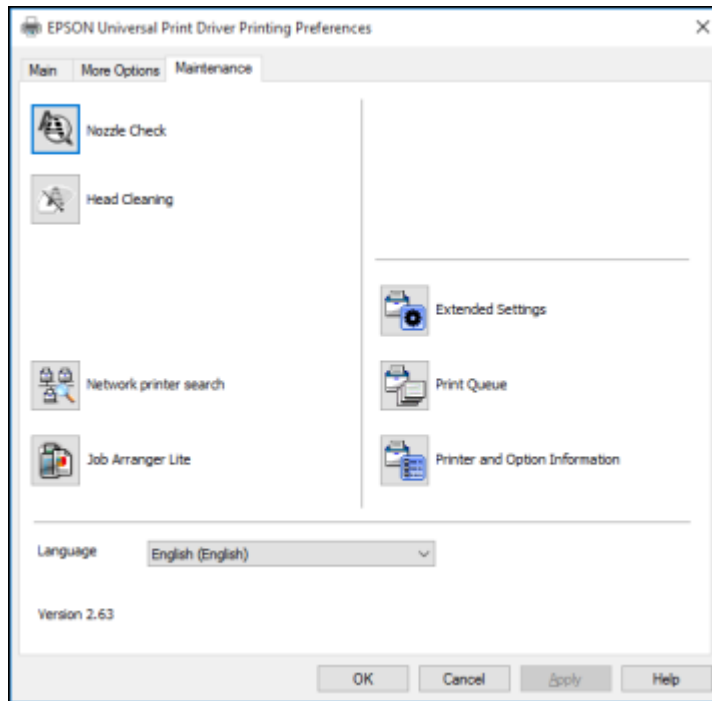 EPSON Universal Print Driver Printing Preferences
Main
More Options
Maintenance
Nozzle Check
Head Cleaning
Network printer search
Job Arranger Lite
Extended Settings
Print Queue
Printer and Option Information
Language
English (English)
Version 2.63
OK
Cancel
Apply
Help